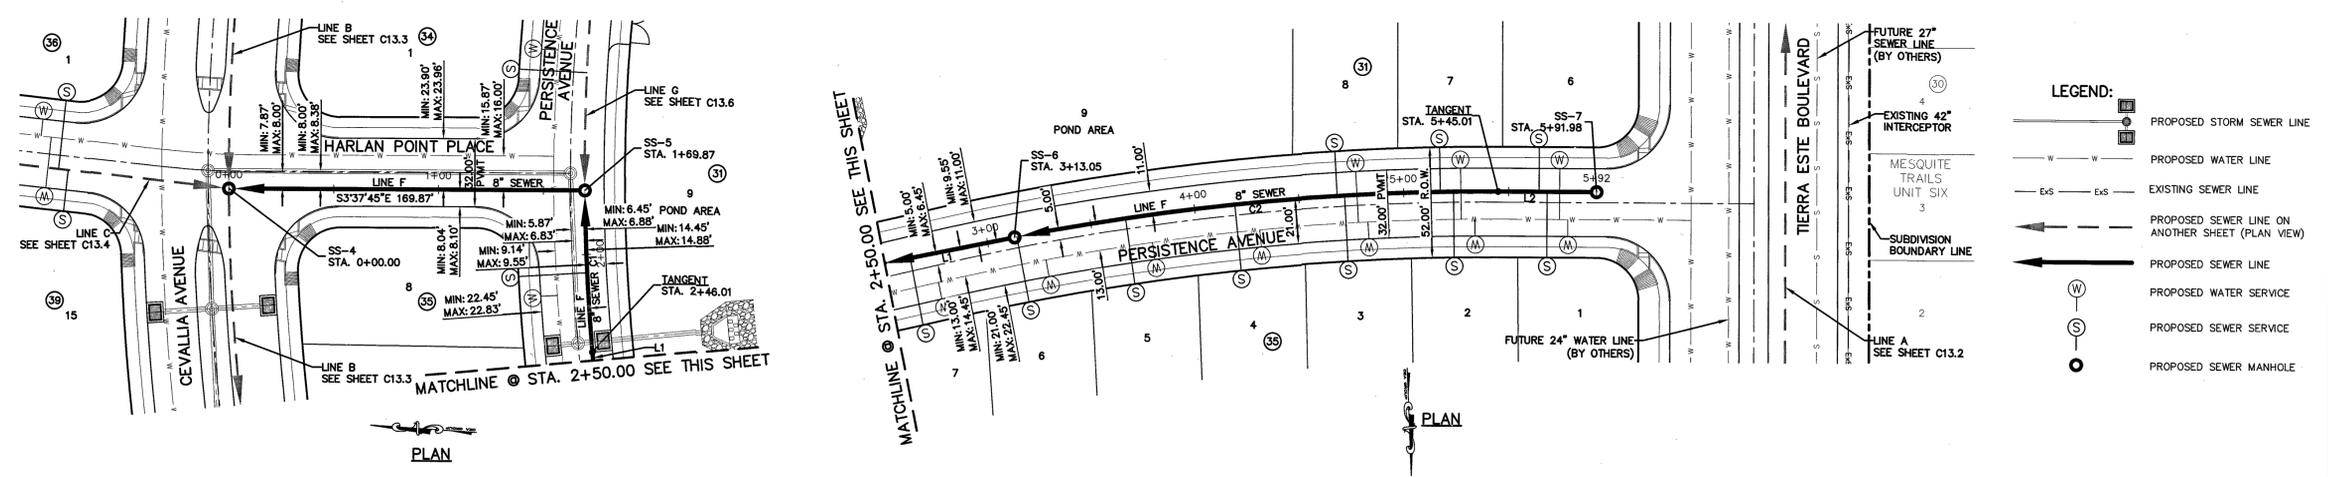 LINE B
SEE SHEET C13.3
36
1
34
1
PERSISTENCE
AVENUE
S
W
S
W
MIN: 7.87'
MAX: 8.00'
MIN: 8.00'
MAX: 8.38'
MIN: 23.90'
MAX: 23.96'
MIN: 15.87'
MAX: 16.00'
LINE G
SEE SHEET C13.6
HARLAN POINT PLACE
SS-5
STA. 1+69.87
0+00
LINE F
1+00
8" SEWER
32.00'
PVMT
S3°37'45"E 169.87'
31
9
POND AREA
W
S
LINE C
SEE SHEET C13.4
SS-4
STA. 0+00.00
MIN: 8.04'
MAX: 8.10'
MIN: 5.87'
MAX: 6.83'
MIN: 9.14'
MAX: 9.55'
MIN: 6.45'
MAX: 6.88'
MIN: 14.45'
MAX: 14.88'
LINE F
8" SEWER
C1
2+00
S
W
TANGENT
STA. 2+46.01
MIN: 22.45'
MAX: 22.83'
39
15
8
35
CEVALLIA AVENUE
L1
LINE B
SEE SHEET C13.3
MATCHLINE @ STA. 2+50.00 SEE THIS SHEET
PLAN
MATCHLINE @ STA. 2+50.00 SEE THIS SHEET
9
POND AREA
31
8
7
6
TANGENT
STA. 5+45.01
SS-7
STA. 5+91.98
SS-6
STA. 3+13.05
MIN: 5.00'
MAX: 6.45'
MIN: 9.55'
MAX: 11.00'
5.00'
11.00'
3+00
L1
LINE F
4+00
8" SEWER
C2
21.00'
32.00' PVMT
5+00
52.00' R.O.W.
L2
5+92
PERSISTENCE AVENUE
13.00'
MIN: 13.00'
MAX: 14.45'
MIN: 21.00'
MAX: 22.45'
7
6
5
4
35
3
2
1
FUTURE 24" WATER LINE
(BY OTHERS)
TIERRA ESTE BOULEVARD
FUTURE 27"
SEWER LINE
(BY OTHERS)
30
4
EXISTING 42"
INTERCEPTOR
MESQUITE
TRAILS
UNIT SIX
3
SUBDIVISION
BOUNDARY LINE
2
LINE A
SEE SHEET C13.2
PLAN
LEGEND:
PROPOSED STORM SEWER LINE
W W PROPOSED WATER LINE
ExS ExS EXISTING SEWER LINE
PROPOSED SEWER LINE ON
ANOTHER SHEET (PLAN VIEW)
PROPOSED SEWER LINE
W PROPOSED WATER SERVICE
S PROPOSED SEWER SERVICE
PROPOSED SEWER MANHOLE